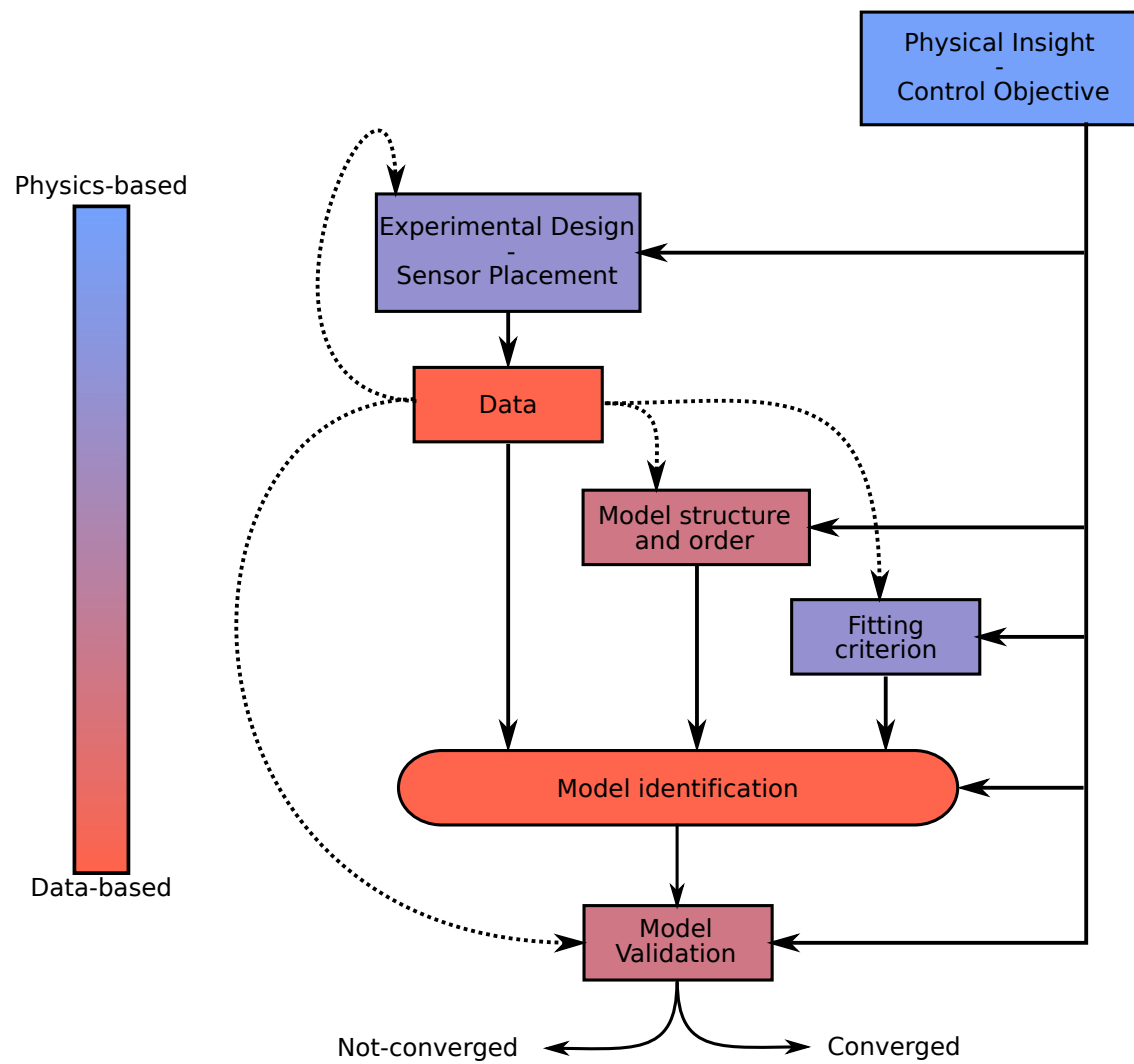 Physical Insight
-
Control Objective
Physics-based
Experimental Design
-
Sensor Placement
Data
Model structure
and order
Fitting
criterion
Model identification
Data-based
Model
Validation
Not-converged
Converged